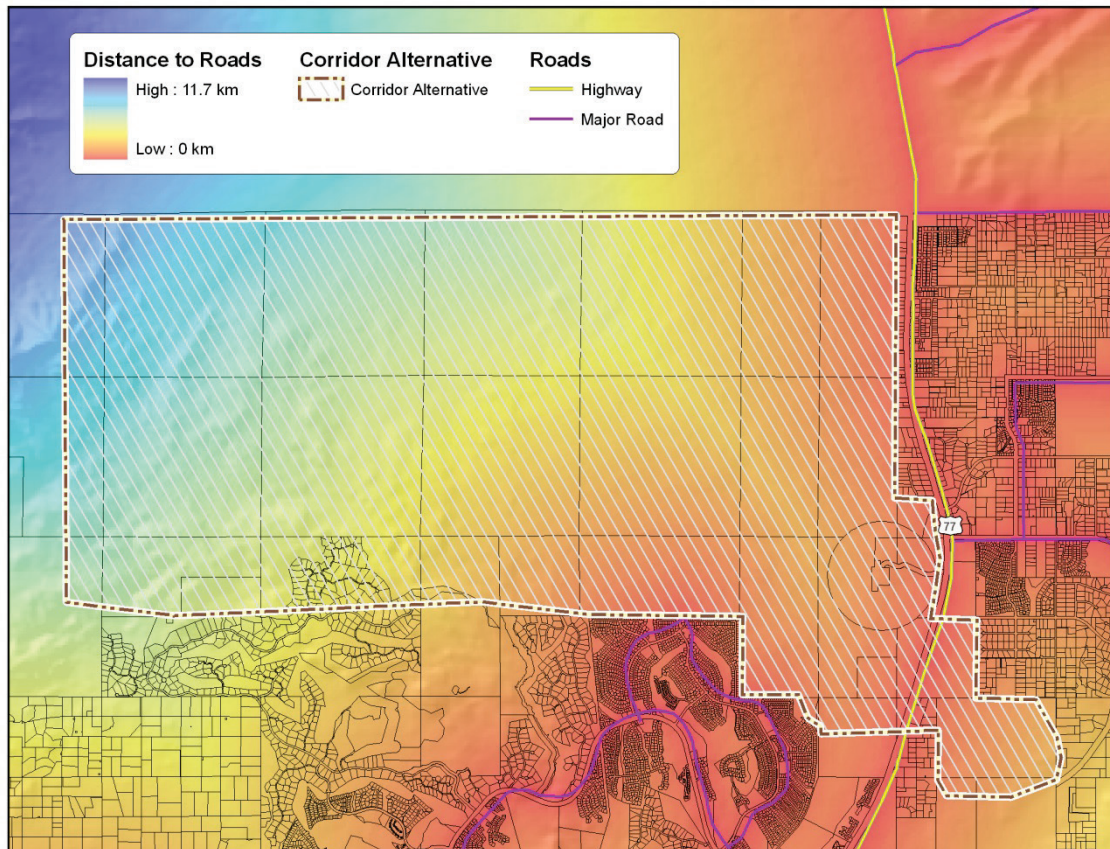 Distance to Roads
High : 11.7 km
Low : 0 km
Corridor Alternative
Corridor Alternative
Roads
Highway
Major Road
77